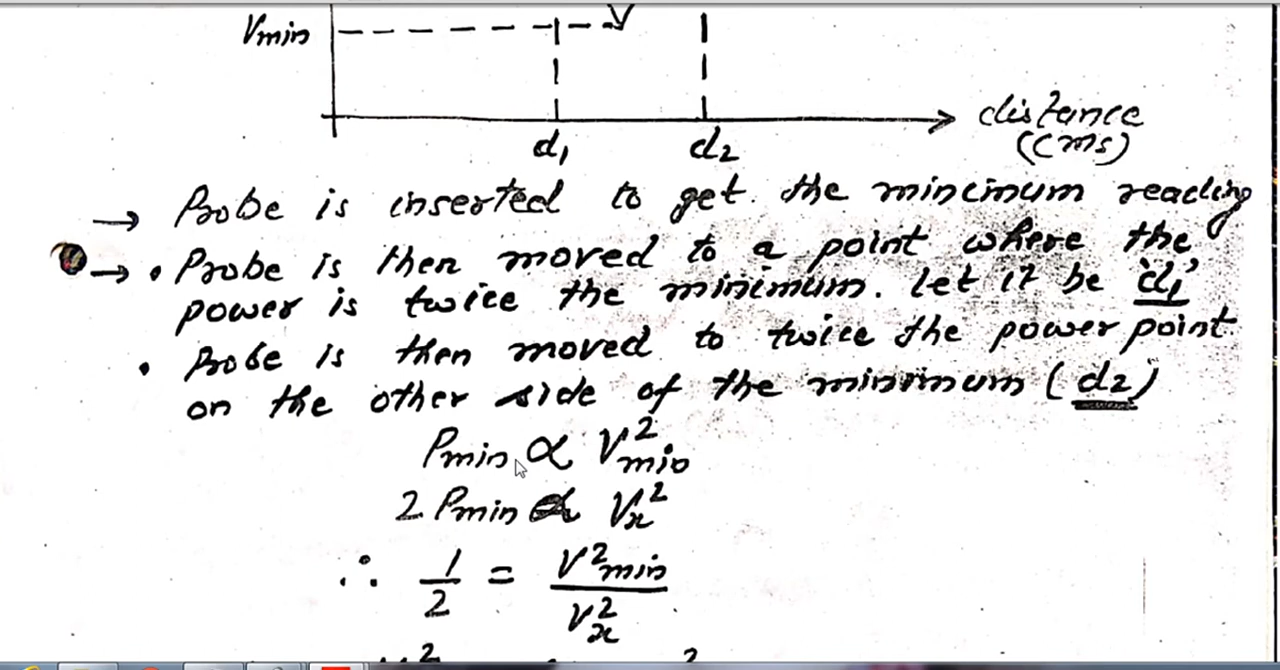 Vmin
V
d1 d2
distance
(Cms)
→ Probe is inserted to get the minimum reading
→ • Probe is then moved to a point where the
power is twice the minimum. Let it be 'd1'
• Probe is then moved to twice the power point
on the other side of the minimum (d2)
Pmin ∝ V²min
2 Pmin ∝ Vx²
∴ 1/2 = V²min / Vx²